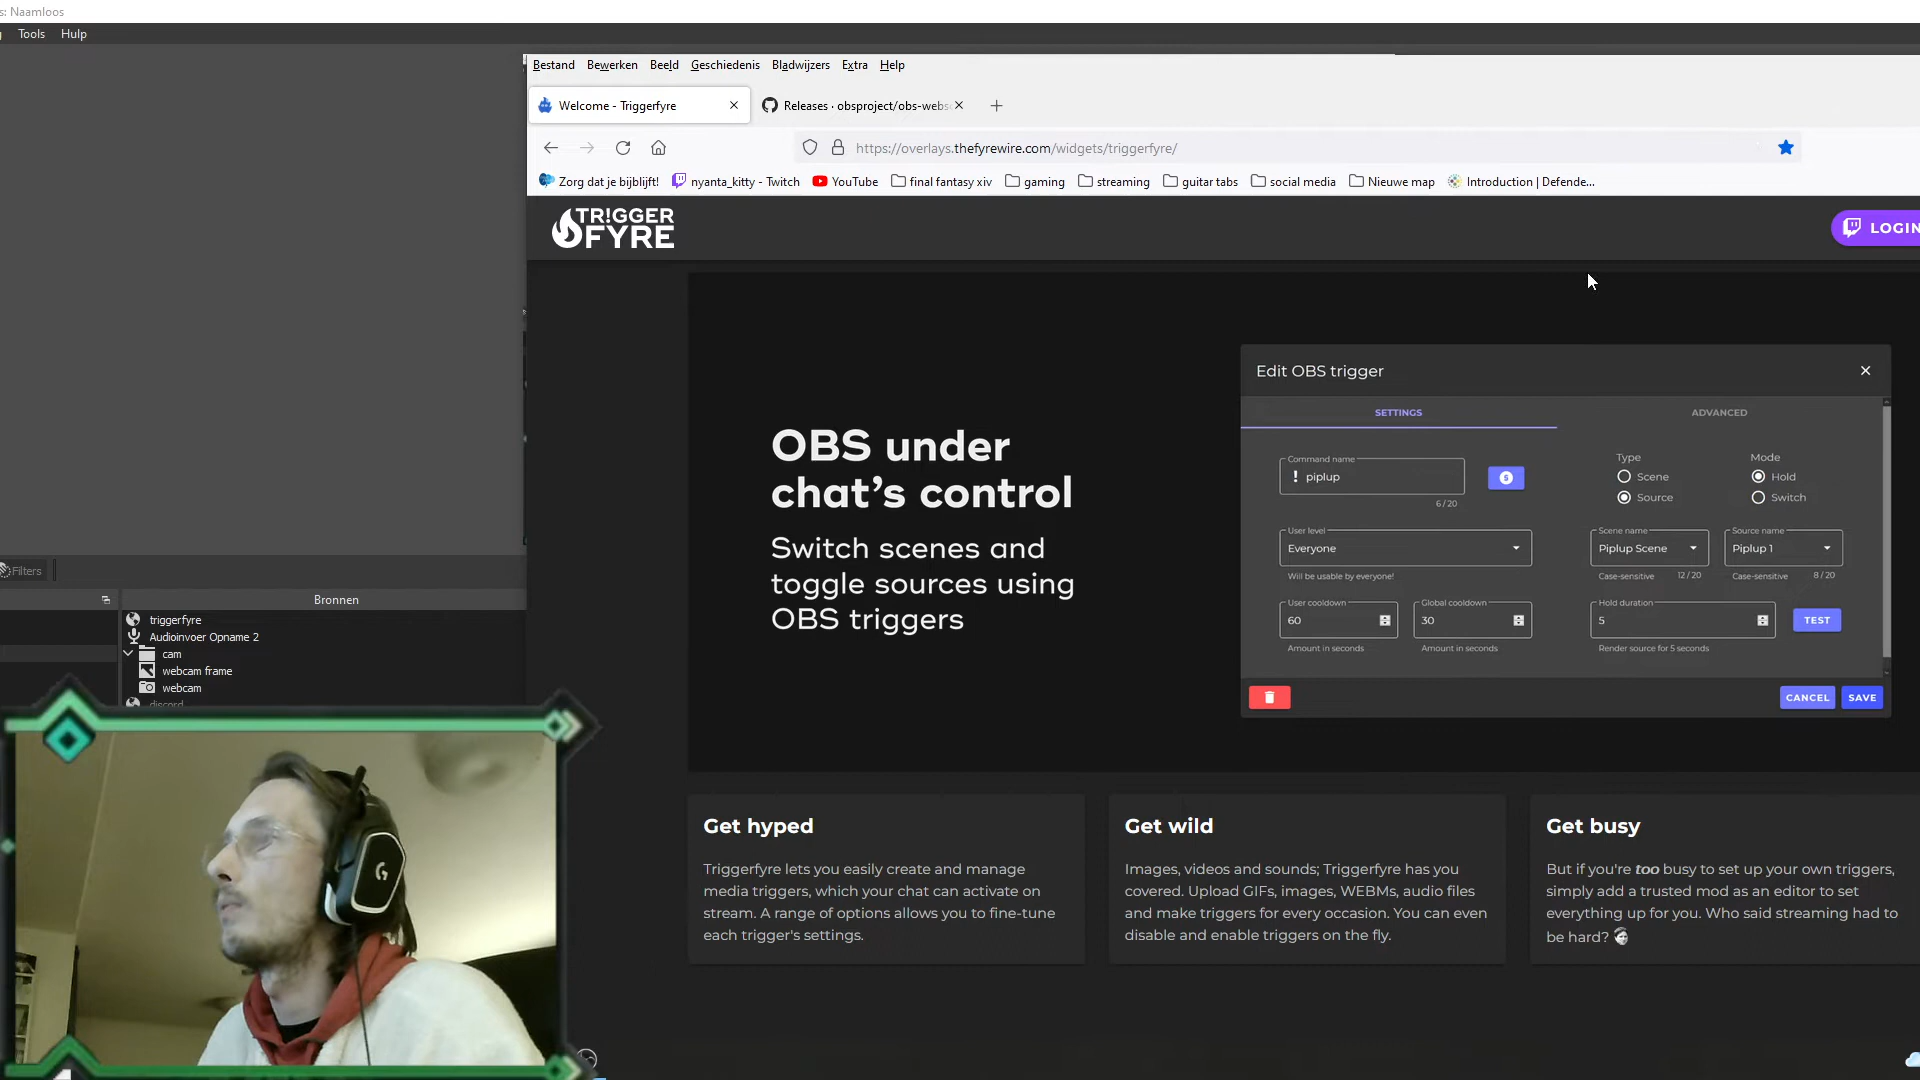 s: Naamloos
Tools Help
Bestand Bewerken Beeld Geschiedenis Bladwijzers Extra Help
Welcome - Triggerfyre
Releases · obsproject/obs-webs
https://overlays.thefyrewire.com/widgets/triggerfyre/
Zorg dat je bijblijft! nyanta_kitty - Twitch YouTube final fantasy xiv gaming streaming guitar tabs social media Nieuwe map Introduction | Defende...
TR!GGER
FYRE
LOGIN
OBS under
chat's control
Switch scenes and
toggle sources using
OBS triggers
Edit OBS trigger
SETTINGS ADVANCED
Command name
! piplup
6 / 20
Type
Scene
Source
Mode
Hold
Switch
User level
Everyone
Will be usable by everyone!
Scene name
Piplup Scene
Case-sensitive 12 / 20
Source name
Piplup 1
Case-sensitive 8 / 20
User cooldown
60
Amount in seconds
Global cooldown
30
Amount in seconds
Hold duration
5
Render source for 5 seconds
TEST
CANCEL SAVE
Filters
Bronnen
triggerfyre
Audioinvoer Opname 2
cam
webcam frame
webcam
discord
Get hyped
Triggerfyre lets you easily create and manage
media triggers, which your chat can activate on
stream. A range of options allows you to fine-tune
each trigger's settings.
Get wild
Images, videos and sounds; Triggerfyre has you
covered. Upload GIFs, images, WEBMs, audio files
and make triggers for every occasion. You can even
disable and enable triggers on the fly.
Get busy
But if you're too busy to set up your own triggers,
simply add a trusted mod as an editor to set
everything up for you. Who said streaming had to
be hard?